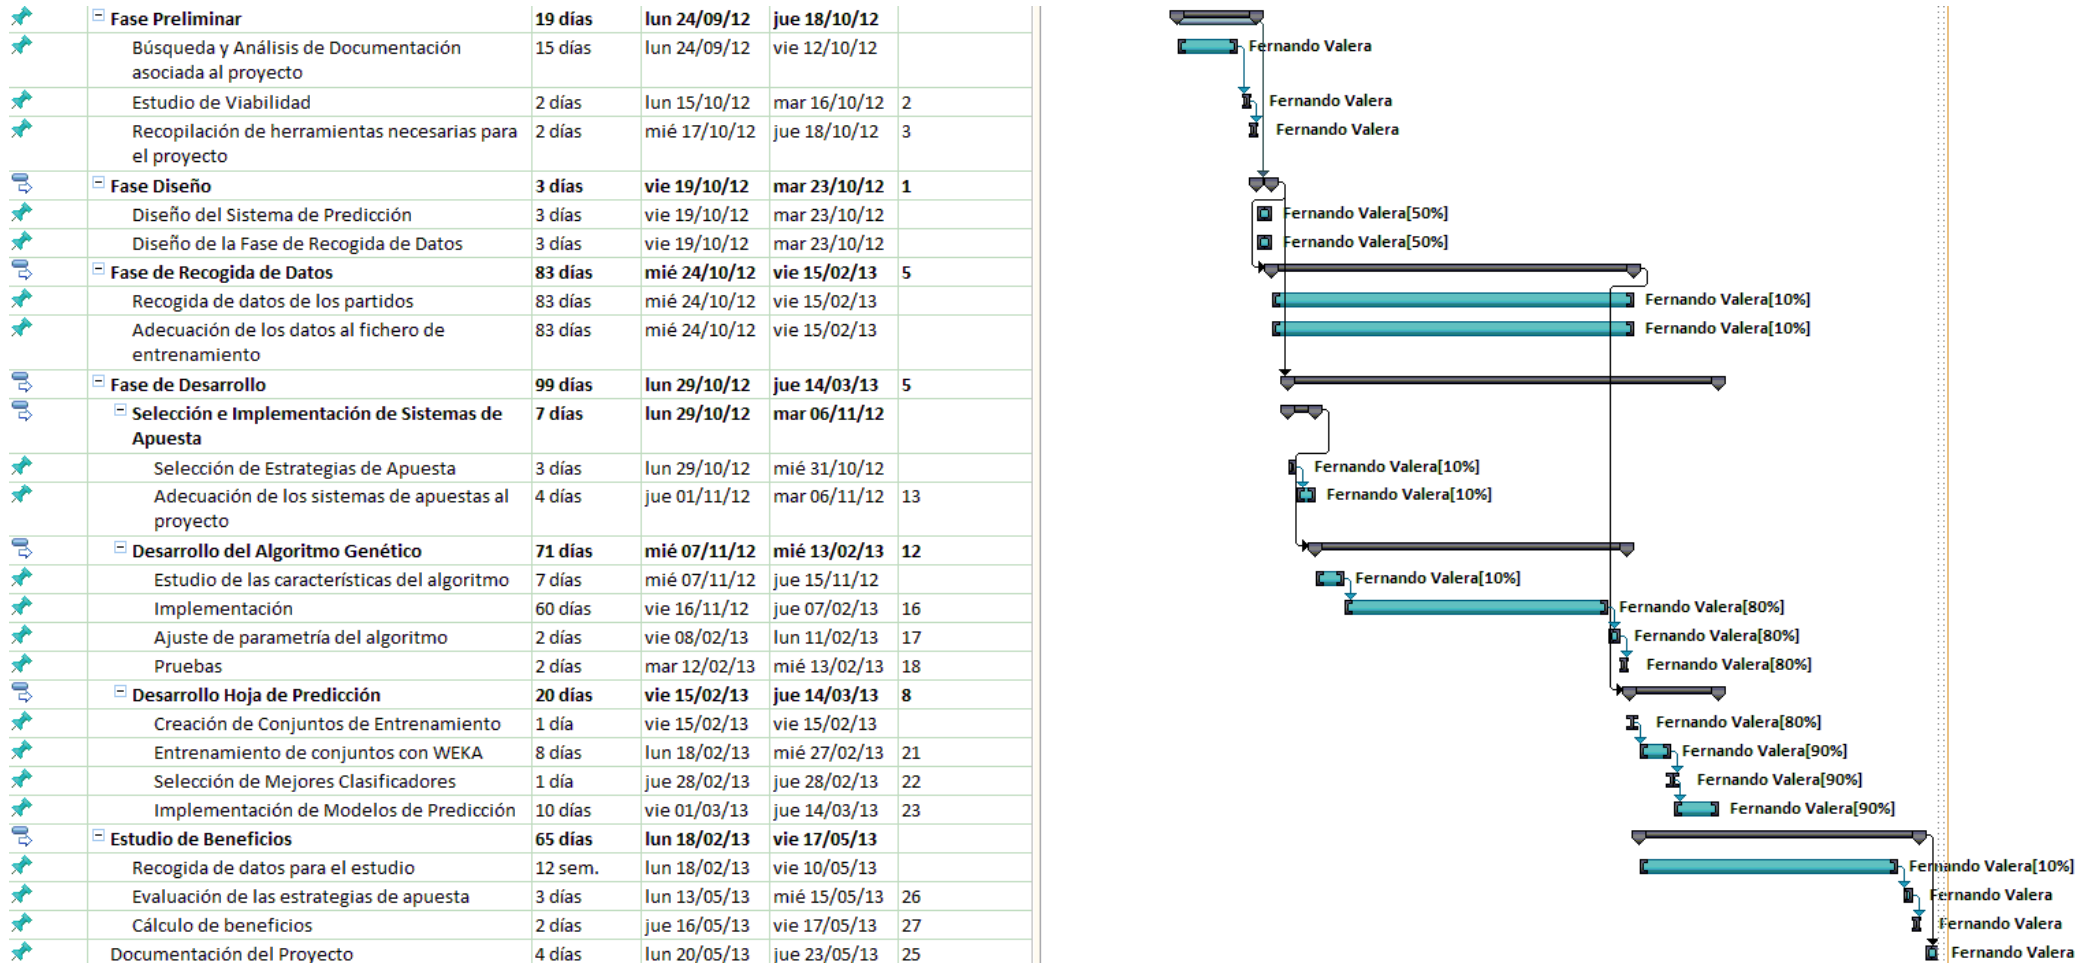 Fase Preliminar 19 días lun 24/09/12 jue 18/10/12
Búsqueda y Análisis de Documentación 15 días lun 24/09/12 vie 12/10/12 Fernando Valera
asociada al proyecto
Estudio de Viabilidad 2 días lun 15/10/12 mar 16/10/12 2 Fernando Valera
Recopilación de herramientas necesarias para 2 días mié 17/10/12 jue 18/10/12 3 Fernando Valera
el proyecto
Fase Diseño 3 días vie 19/10/12 mar 23/10/12 1
Diseño del Sistema de Predicción 3 días vie 19/10/12 mar 23/10/12 Fernando Valera[50%]
Diseño de la Fase de Recogida de Datos 3 días vie 19/10/12 mar 23/10/12 Fernando Valera[50%]
Fase de Recogida de Datos 83 días mié 24/10/12 vie 15/02/13 5
Recogida de datos de los partidos 83 días mié 24/10/12 vie 15/02/13 Fernando Valera[10%]
Adecuación de los datos al fichero de 83 días mié 24/10/12 vie 15/02/13 Fernando Valera[10%]
entrenamiento
Fase de Desarrollo 99 días lun 29/10/12 jue 14/03/13 5
Selección e Implementación de Sistemas de 7 días lun 29/10/12 mar 06/11/12
Apuesta
Selección de Estrategias de Apuesta 3 días lun 29/10/12 mié 31/10/12 Fernando Valera[10%]
Adecuación de los sistemas de apuestas al 4 días jue 01/11/12 mar 06/11/12 13 Fernando Valera[10%]
proyecto
Desarrollo del Algoritmo Genético 71 días mié 07/11/12 mié 13/02/13 12
Estudio de las características del algoritmo 7 días mié 07/11/12 jue 15/11/12 Fernando Valera[10%]
Implementación 60 días vie 16/11/12 jue 07/02/13 16 Fernando Valera[80%]
Ajuste de parametría del algoritmo 2 días vie 08/02/13 lun 11/02/13 17 Fernando Valera[80%]
Pruebas 2 días mar 12/02/13 mié 13/02/13 18 Fernando Valera[80%]
Desarrollo Hoja de Predicción 20 días vie 15/02/13 jue 14/03/13 8
Creación de Conjuntos de Entrenamiento 1 día vie 15/02/13 vie 15/02/13 Fernando Valera[80%]
Entrenamiento de conjuntos con WEKA 8 días lun 18/02/13 mié 27/02/13 21 Fernando Valera[90%]
Selección de Mejores Clasificadores 1 día jue 28/02/13 jue 28/02/13 22 Fernando Valera[90%]
Implementación de Modelos de Predicción 10 días vie 01/03/13 jue 14/03/13 23 Fernando Valera[90%]
Estudio de Beneficios 65 días lun 18/02/13 vie 17/05/13
Recogida de datos para el estudio 12 sem. lun 18/02/13 vie 10/05/13 Fernando Valera[10%]
Evaluación de las estrategias de apuesta 3 días lun 13/05/13 mié 15/05/13 26 Fernando Valera
Cálculo de beneficios 2 días jue 16/05/13 vie 17/05/13 27 Fernando Valera
Documentación del Proyecto 4 días lun 20/05/13 jue 23/05/13 25 Fernando Valera